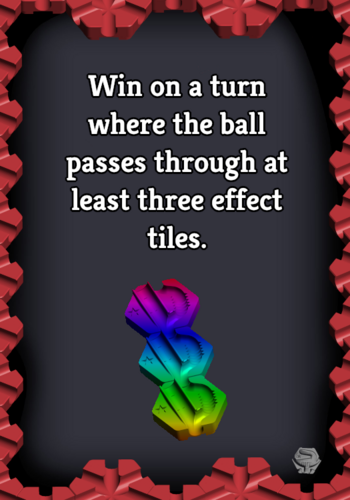 Win on a turn
where the ball
passes through at
least three effect
tiles.